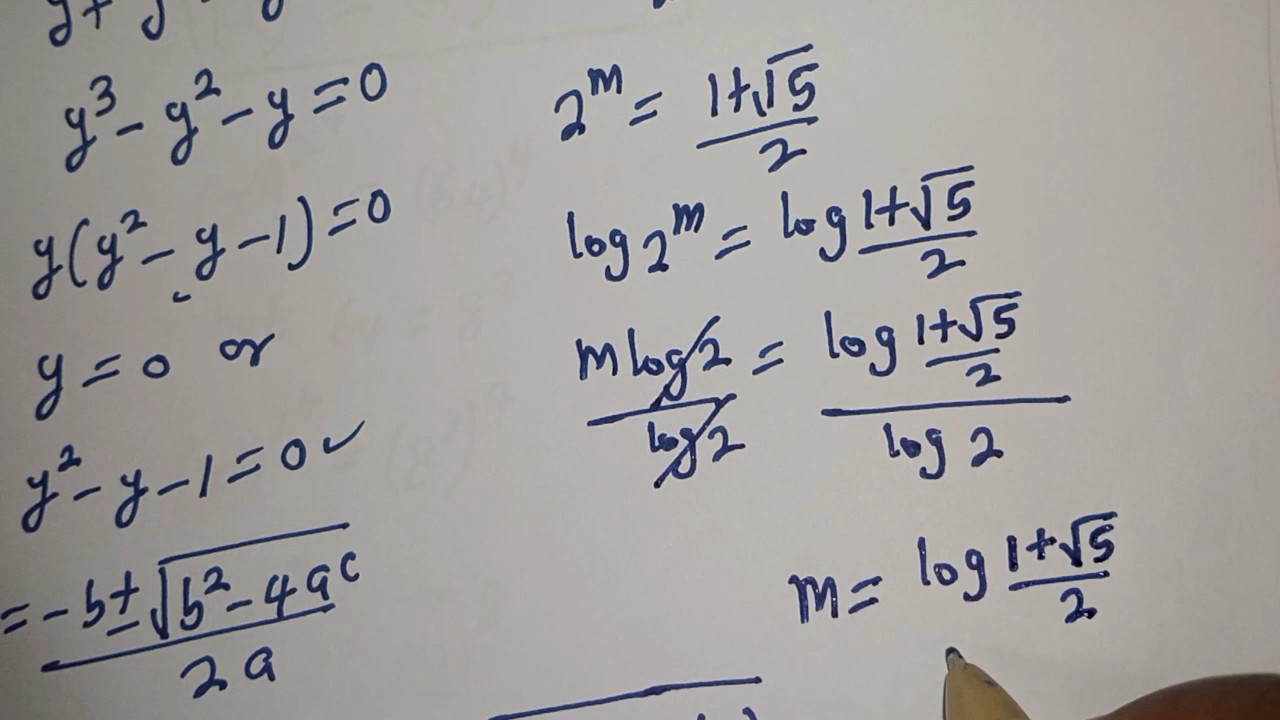 y³ - y² - y = 0
y(y² - y - 1) = 0
y = 0 or
y² - y - 1 = 0 ✓
= -b ± √(b² - 4ac) / 2a
2^m = (1+√5)/2
log 2^m = log (1+√5)/2
m log 2 / log 2 = log (1+√5)/2 / log 2
m = log (1+√5)/2